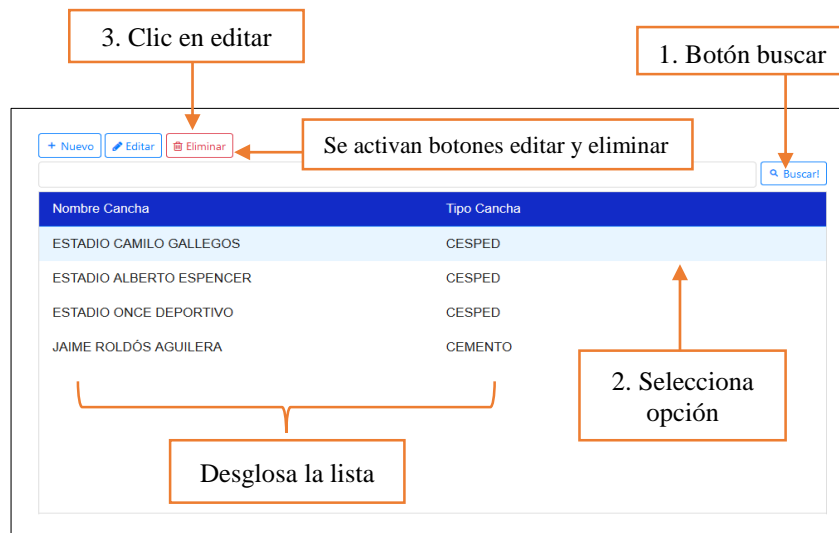 3. Clic en editar
1. Botón buscar
Se activan botones editar y eliminar
+ Nuevo Editar Eliminar
Buscar!
Nombre Cancha Tipo Cancha
ESTADIO CAMILO GALLEGOS CESPED
ESTADIO ALBERTO ESPENCER CESPED
ESTADIO ONCE DEPORTIVO CESPED
JAIME ROLDÓS AGUILERA CEMENTO
2. Selecciona
opción
Desglosa la lista